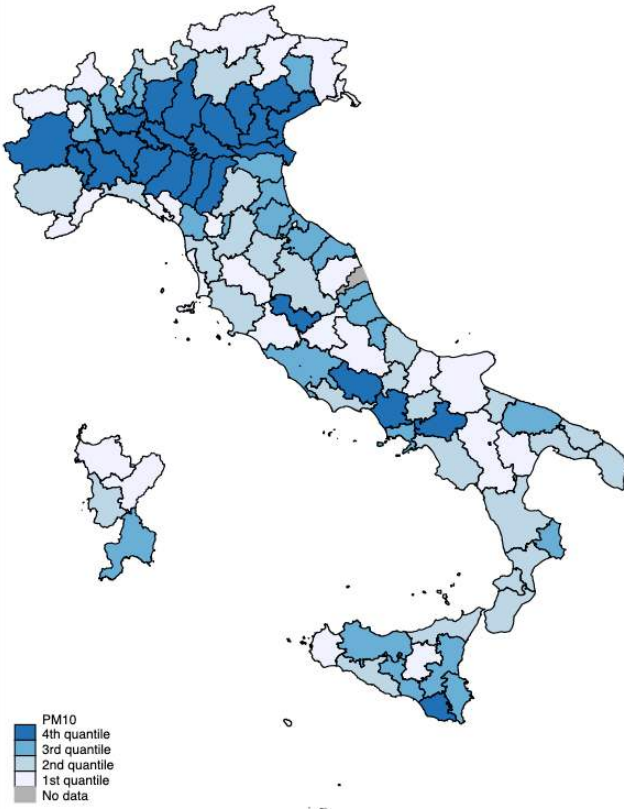 PM10
4th quantile
3rd quantile
2nd quantile
1st quantile
No data